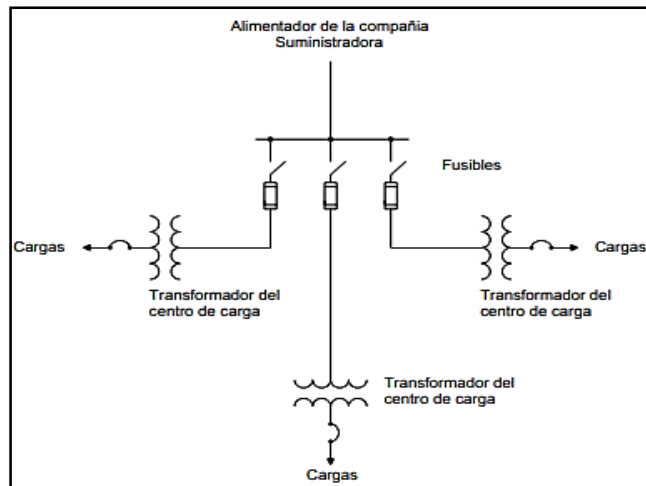 Alimentador de la compañia
Suministradora
Fusibles
Cargas
Cargas
Transformador del
centro de carga
Transformador del
centro de carga
Transformador del
centro de carga
Cargas